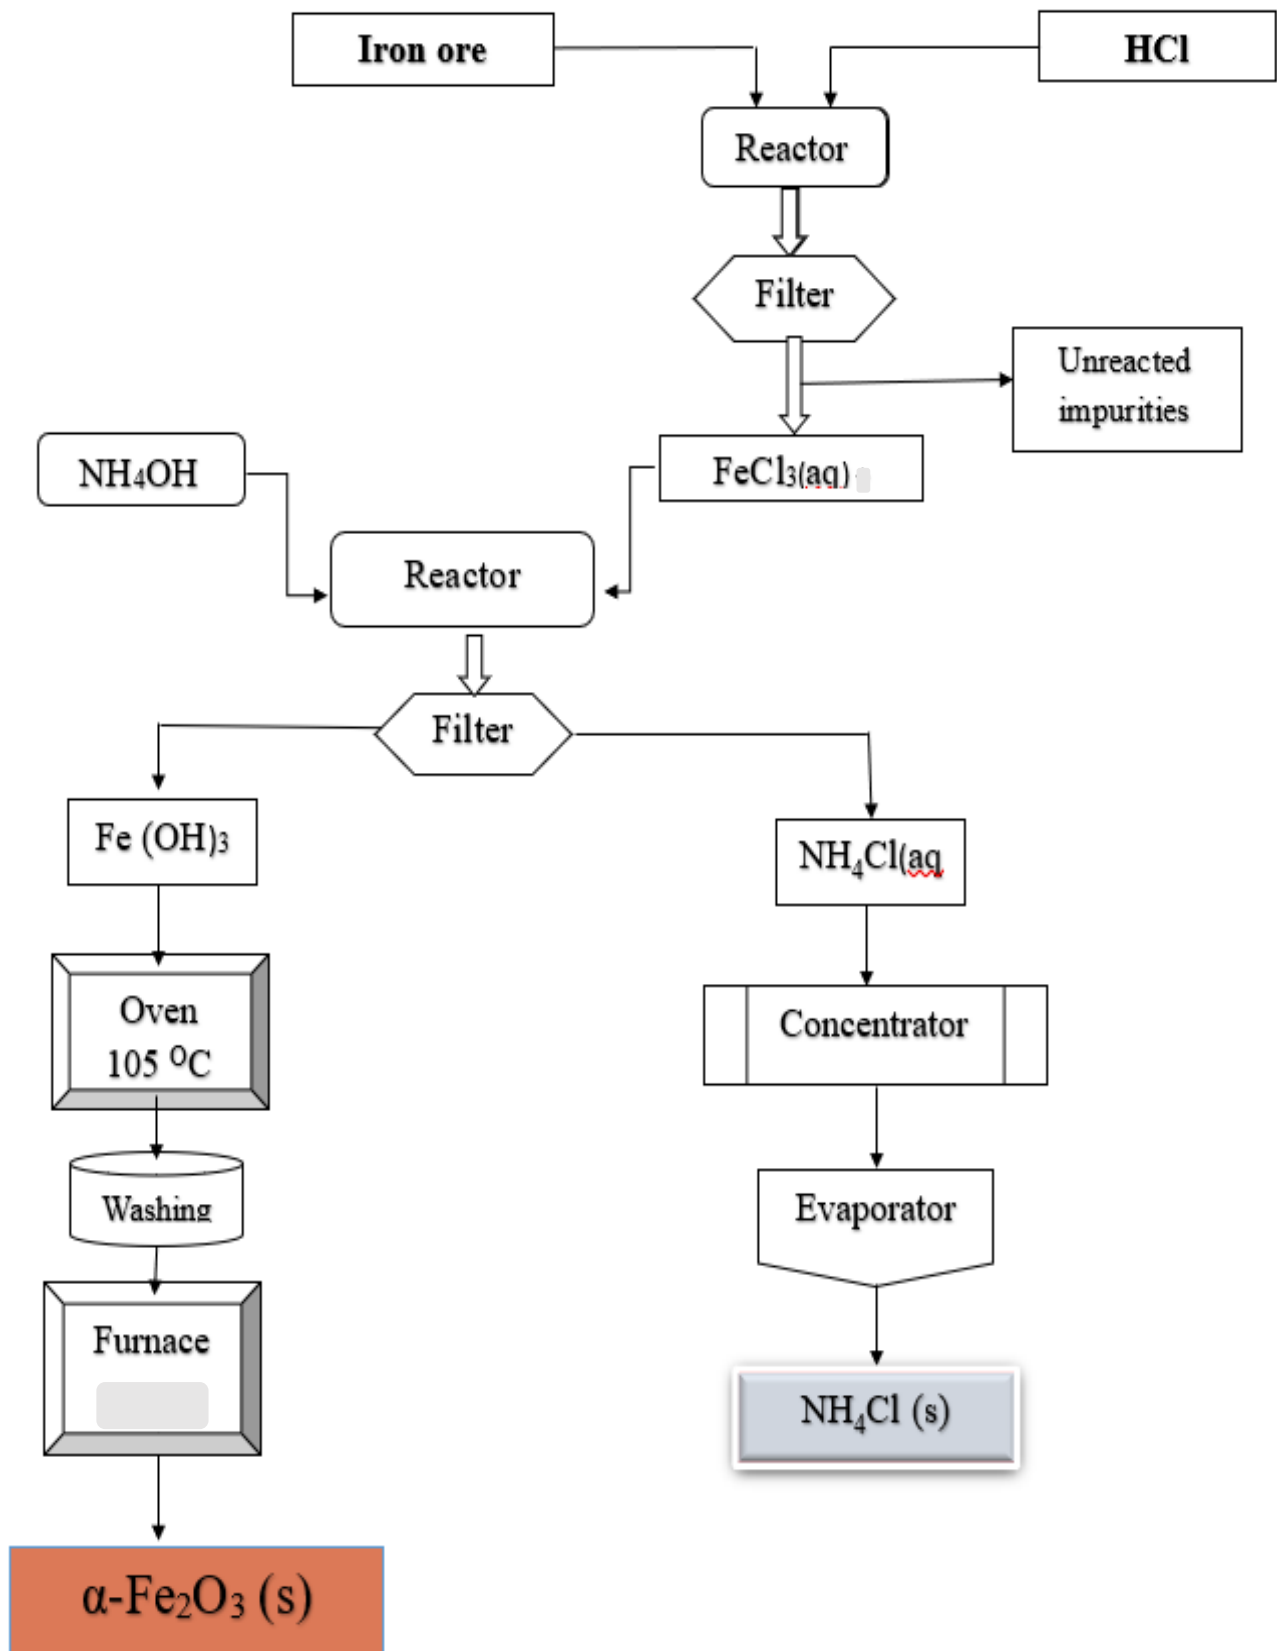 Iron ore
HCl
Reactor
Filter
Unreacted
impurities
FeCl₃(aq)
NH₄OH
Reactor
Filter
Fe (OH)₃
NH₄Cl(aq
Oven
105 ᴼC
Concentrator
Washing
Evaporator
Furnace
NH₄Cl (s)
α-Fe₂O₃ (s)